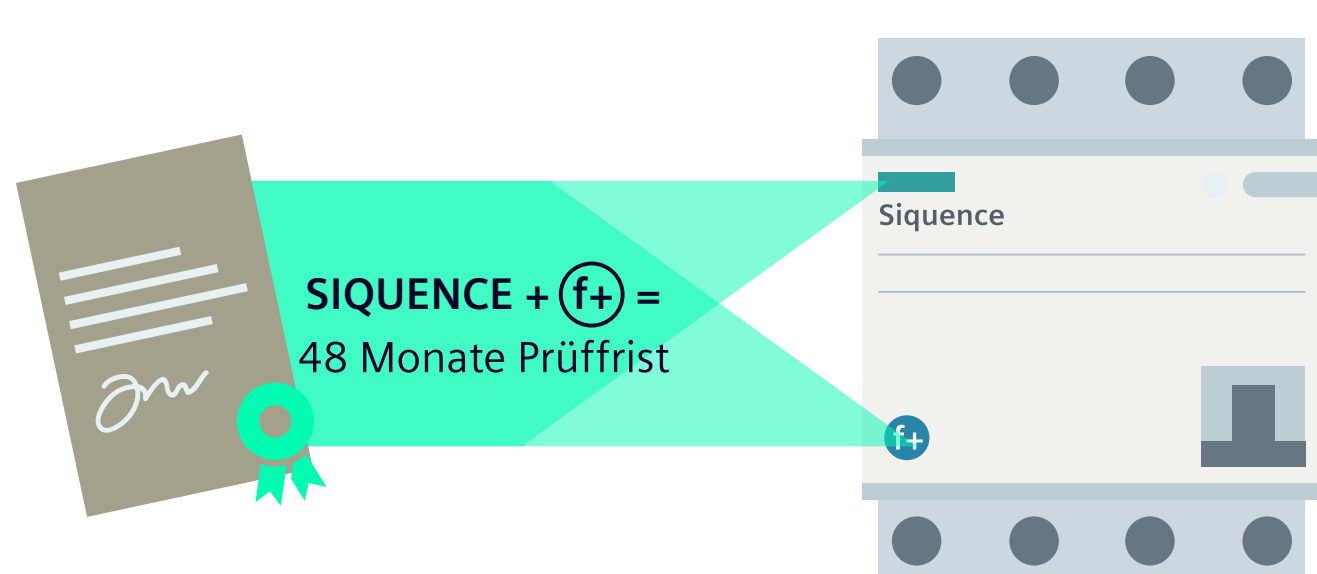 SIQUENCE + f+ =
48 Monate Prüffrist
Siquence
f+